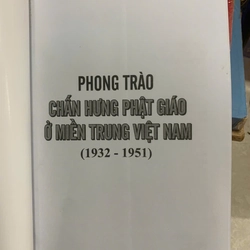 PHONG TRÀO
CHẤN HƯNG PHẬT GIÁO
Ở MIỀN TRUNG VIỆT NAM
(1932 - 1951)